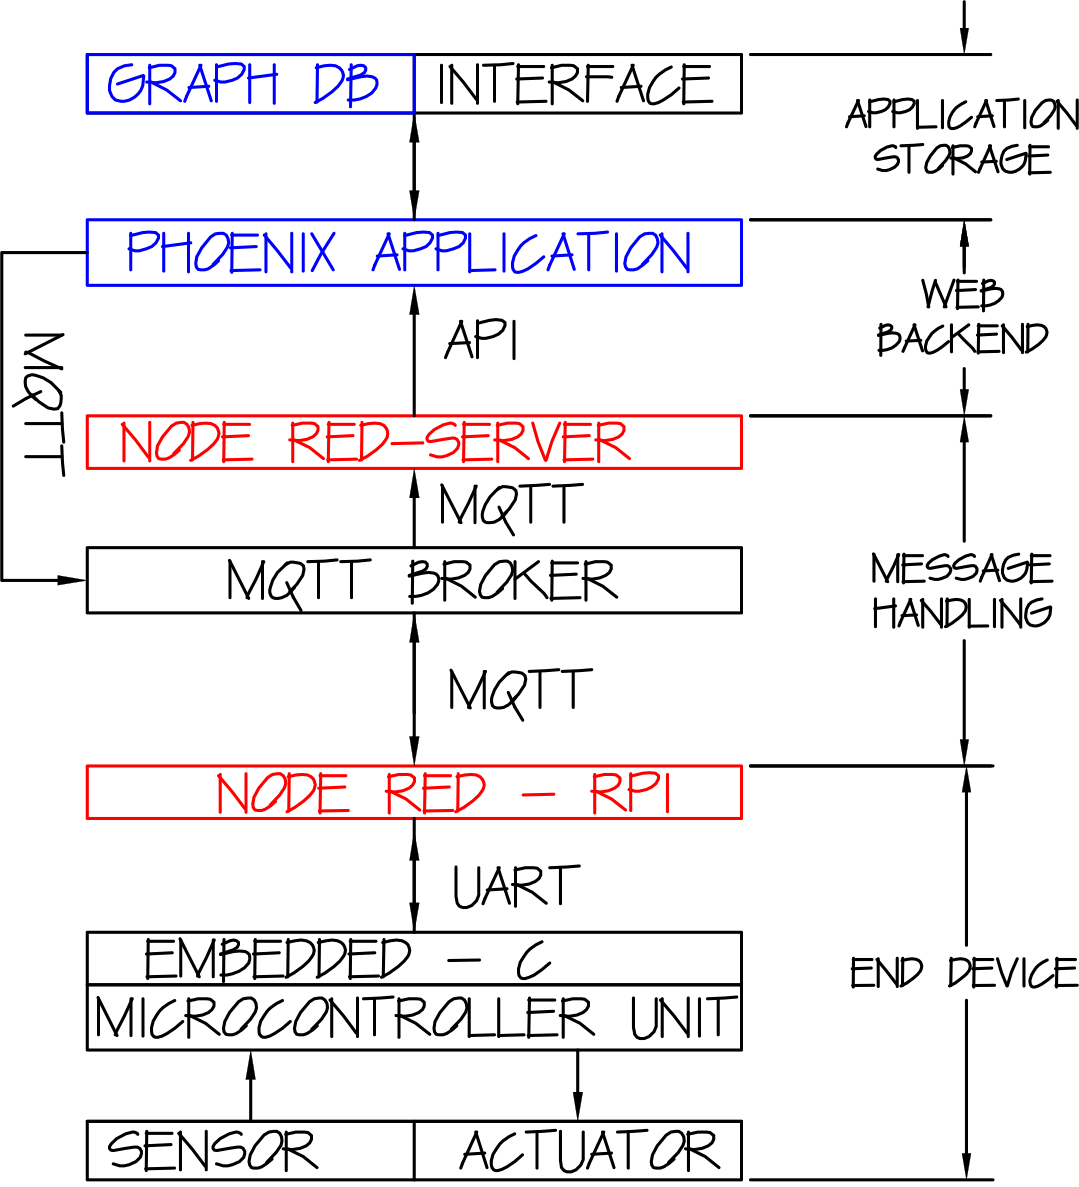 GRAPH DB
INTERFACE
APPLICATION
STORAGE
PHOENIX APPLICATION
WEB
BACKEND
API
MQTT
NODE RED-SERVER
MQTT
MQTT BROKER
MESSAGE
HANDLING
MQTT
NODE RED - RPI
UART
EMBEDDED - C
MICROCONTROLLER UNIT
END DEVICE
SENSOR
ACTUATOR